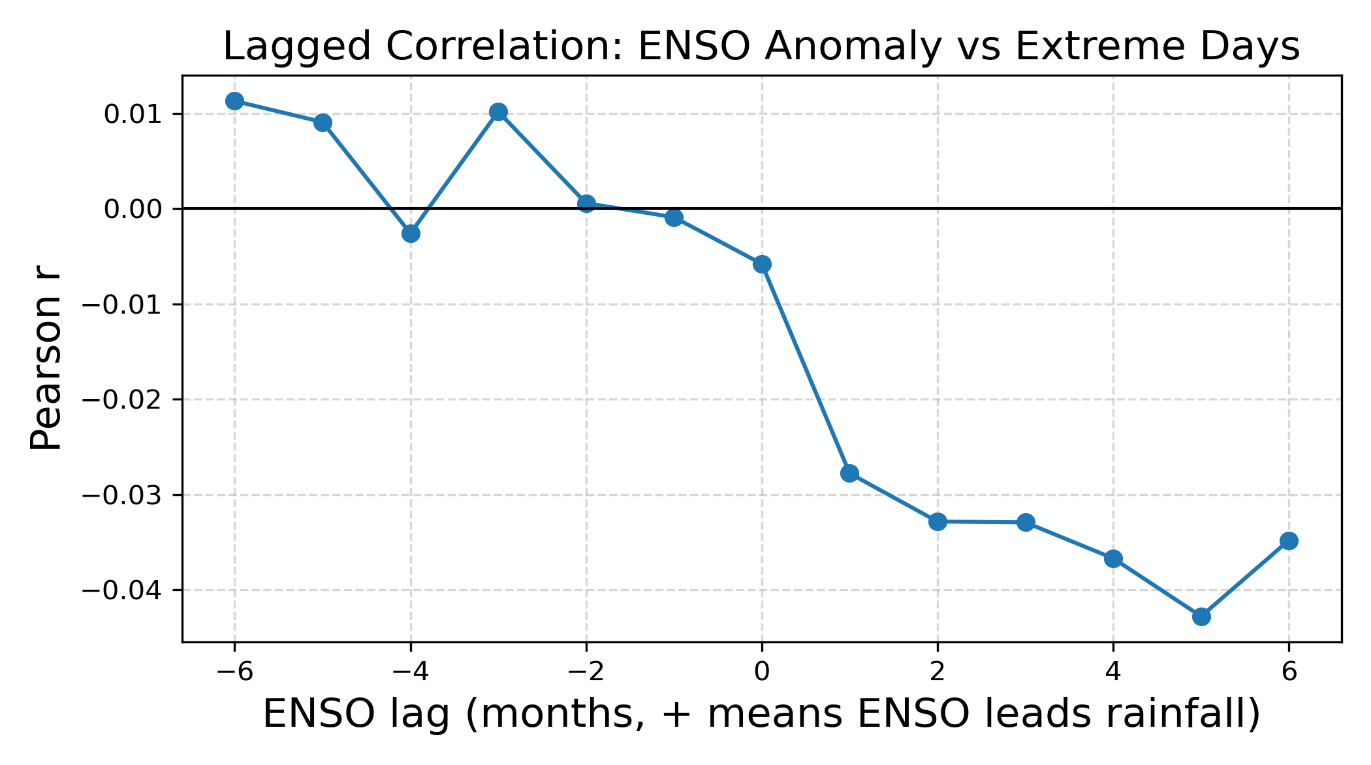 Lagged Correlation: ENSO Anomaly vs Extreme Days
Pearson r
0.01
0.00
−0.01
−0.02
−0.03
−0.04
−6 −4 −2 0 2 4 6
ENSO lag (months, + means ENSO leads rainfall)